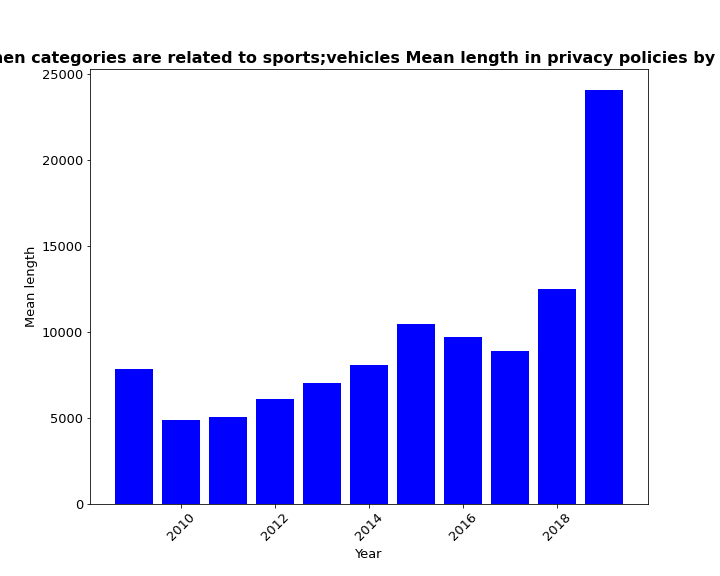 en categories are related to sports;vehicles Mean length in privacy policies by
25000
20000
15000
10000
5000
0
Mean length
2010 2012 2014 2016 2018
Year